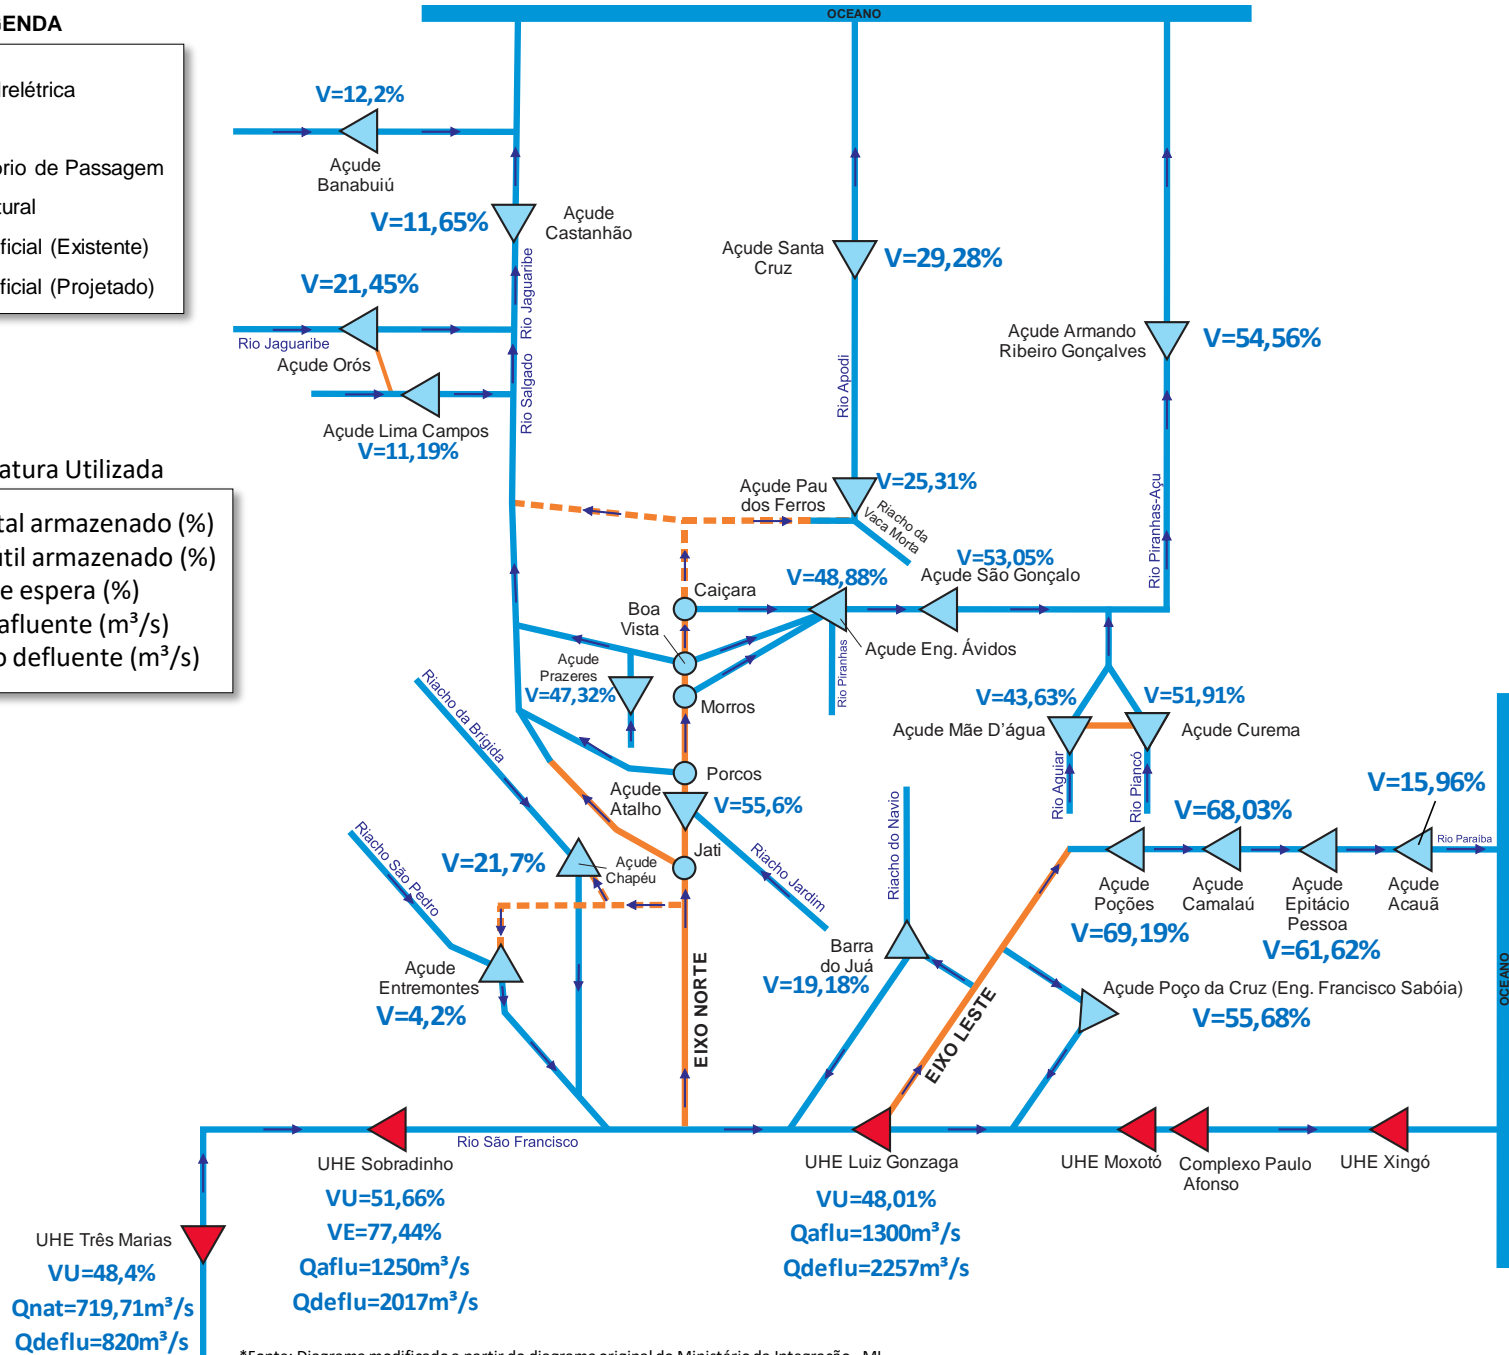 OCEANO
GENDA
V=12,2%
Açude
Banabuiú
V=11,65%
Açude
Castanhão
Açude Santa
Cruz
V=29,28%
V=21,45%
Rio Jaguaribe
Rio Jaguaribe
Açude Orós
Açude Armando
Ribeiro Gonçalves
V=54,56%
Rio Salgado
Rio Apodi
Açude Lima Campos
V=11,19%
ório de Passagem
ficial (Existente)
ficial (Projetado)
atura Utilizada
tal armazenado (%)
útil armazenado (%)
e espera (%)
afluente (m³/s)
o defluente (m³/s)
Açude Pau
dos Ferros
V=25,31%
Riacho da
Vaca Morta
Rio Piranhas-Açu
V=53,05%
Açude São Gonçalo
V=48,88%
Caiçara
Boa
Vista
Açude Eng. Ávidos
Rio Piranhas
Açude
Prazeres
V=47,32%
Morros
Riacho da Brigida
V=43,63%
V=51,91%
Açude Mãe D’água
Açude Curema
Rio Aguiar
Rio Piancó
Porcos
Açude
Atalho
V=55,6%
Riacho do Navio
V=15,96%
V=68,03%
Rio Paraíba
Riacho São Pedro
V=21,7%
Açude
Chapéu
Jati
Riacho Jardim
Açude
Poções
V=69,19%
Açude
Camalaú
Açude
Epitácio
Pessoa
V=61,62%
Açude
Acauã
Barra
do Juá
V=19,18%
Açude
Entremontes
V=4,2%
EIXO NORTE
EIXO LESTE
Açude Poço da Cruz (Eng. Francisco Sabóia)
V=55,68%
OCEANO
Rio São Francisco
UHE Sobradinho
VU=51,66%
VE=77,44%
Qaflu=1250m³/s
Qdeflu=2017m³/s
UHE Luiz Gonzaga
VU=48,01%
Qaflu=1300m³/s
Qdeflu=2257m³/s
UHE Moxotó
Complexo Paulo
Afonso
UHE Xingó
UHE Três Marias
VU=48,4%
Qnat=719,71m³/s
Qdeflu=820m³/s